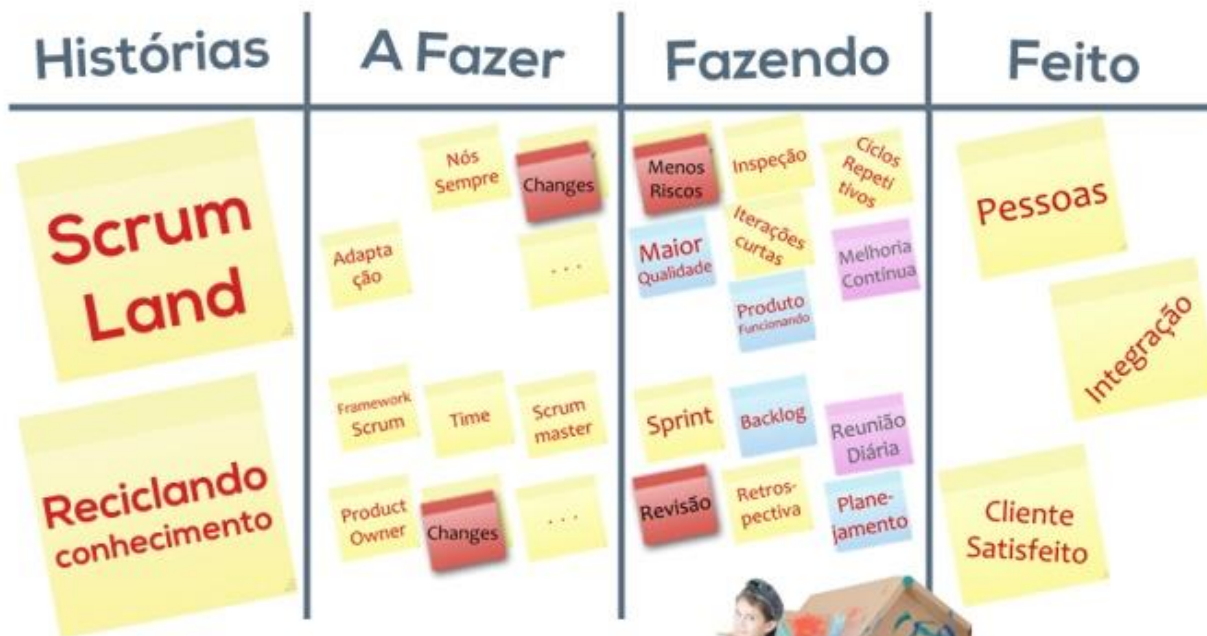 Histórias
A Fazer
Fazendo
Feito
Scrum
Land
Nós
Sempre
Changes
Adapta
ção
. . .
Menos
Riscos
Inspeção
Ciclos
Repeti
tivos
Maior
Qualidade
Iterações
curtas
Melhoria
Contínua
Produto
Funcionando
Pessoas
Integração
Reciclando
conhecimento
Framework
Scrum
Time
Scrum
master
Product
Owner
Changes
. . .
Sprint
Backlog
Reunião
Diária
Revisão
Retros-
pectiva
Plane-
jamento
Cliente
Satisfeito